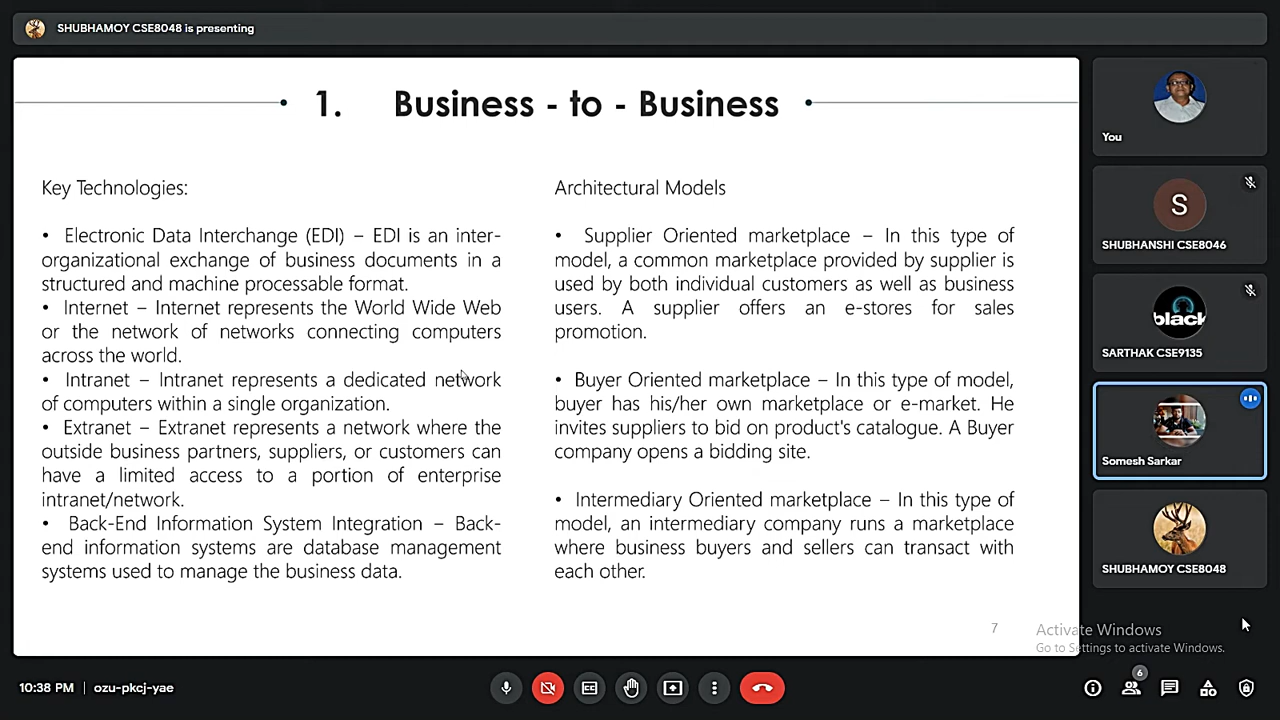 SHUBHAMOY CSE8048 is presenting
1. Business - to - Business
Key Technologies:
• Electronic Data Interchange (EDI) – EDI is an inter-
organizational exchange of business documents in a
structured and machine processable format.
• Internet – Internet represents the World Wide Web
or the network of networks connecting computers
across the world.
• Intranet – Intranet represents a dedicated network
of computers within a single organization.
• Extranet – Extranet represents a network where the
outside business partners, suppliers, or customers can
have a limited access to a portion of enterprise
intranet/network.
• Back-End Information System Integration – Back-
end information systems are database management
systems used to manage the business data.
Architectural Models
• Supplier Oriented marketplace – In this type of
model, a common marketplace provided by supplier is
used by both individual customers as well as business
users. A supplier offers an e-stores for sales
promotion.
• Buyer Oriented marketplace – In this type of model,
buyer has his/her own marketplace or e-market. He
invites suppliers to bid on product's catalogue. A Buyer
company opens a bidding site.
• Intermediary Oriented marketplace – In this type of
model, an intermediary company runs a marketplace
where business buyers and sellers can transact with
each other.
7
You
S
SHUBHANSHI CSE8046
black
SARTHAK CSE9135
Somesh Sarkar
SHUBHAMOY CSE8048
Activate Windows
Go to Settings to activate Windows.
10:38 PM | ozu-pkcj-yae
6